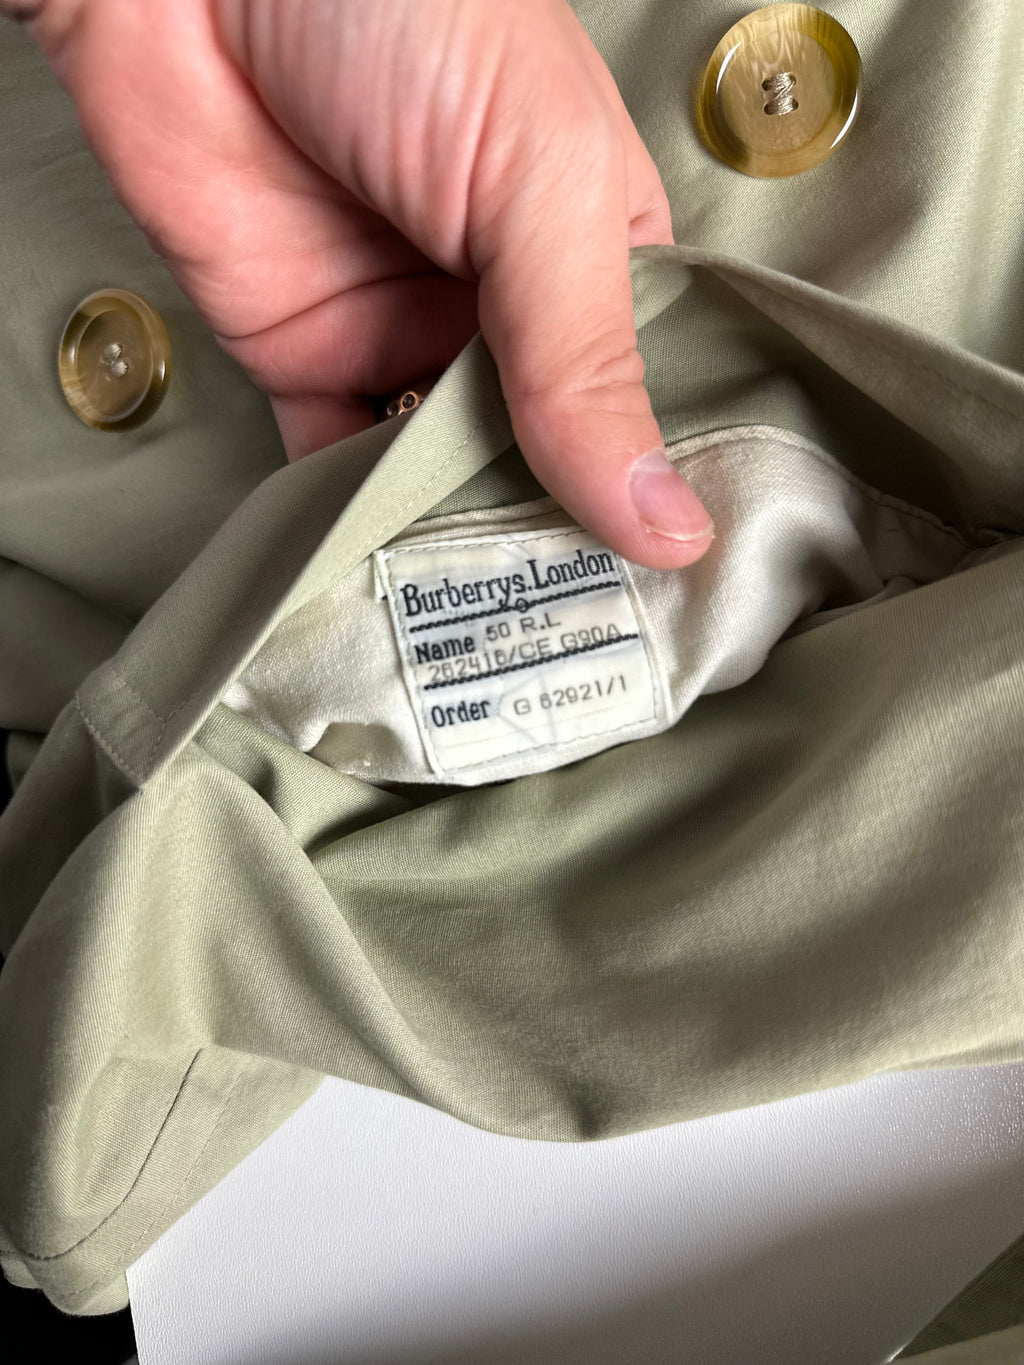 Burberrys. London
Name 50 R.L
262416/CE G90A
Order G 62921/1